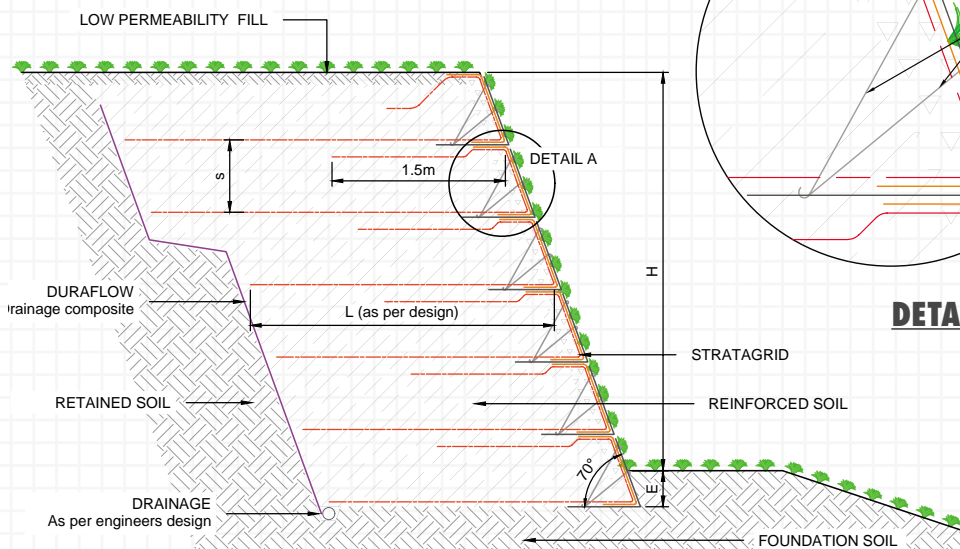 LOW PERMEABILITY FILL
DETAIL A
1.5m
s
H
DURAFLOW
rainage composite
L (as per design)
DETA
STRATAGRID
RETAINED SOIL
REINFORCED SOIL
70°
E
DRAINAGE
As per engineers design
FOUNDATION SOIL